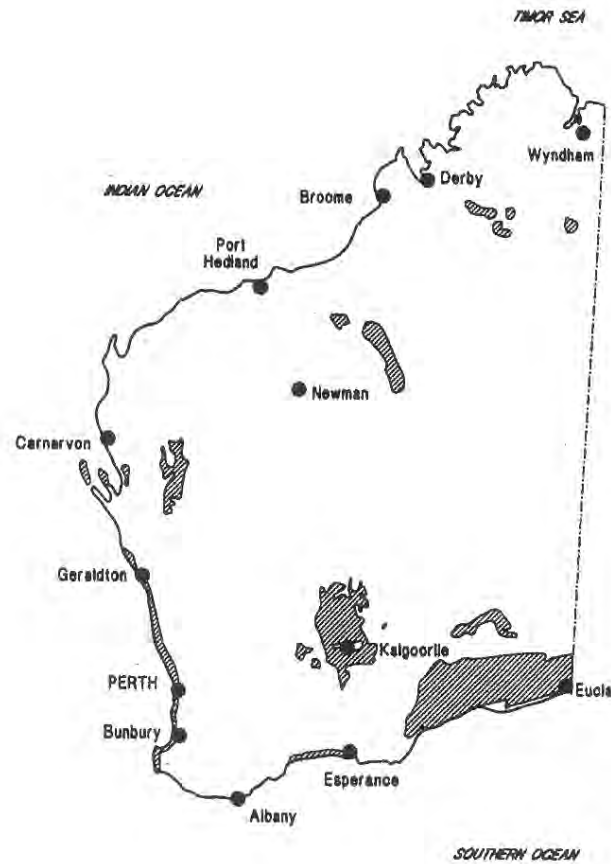 TIMOR SEA
Wyndham
Derby
INDIAN OCEAN
Broome
Port
Hedland
Newman
Carnarvon
Geraldton
Kalgoorlie
PERTH
Eucla
Bunbury
Esperance
Albany
SOUTHERN OCEAN